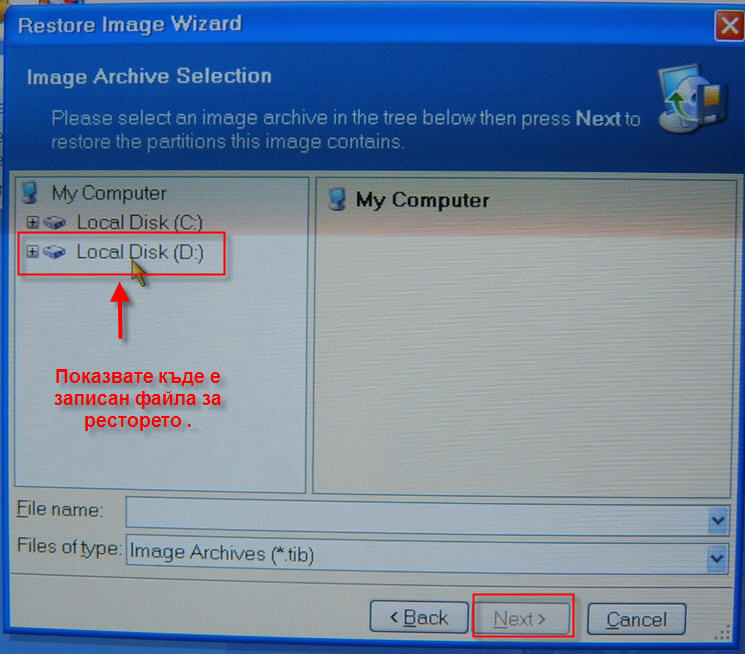 Restore Image Wizard
Image Archive Selection
Please select an image archive in the tree below then press Next to
restore the partitions this image contains.
My Computer
Local Disk (C:)
Local Disk (D:)
My Computer
Показвате къде е
записан файла за
ресторето .
File name:
Files of type: Image Archives (*.tib)
< Back Next > Cancel